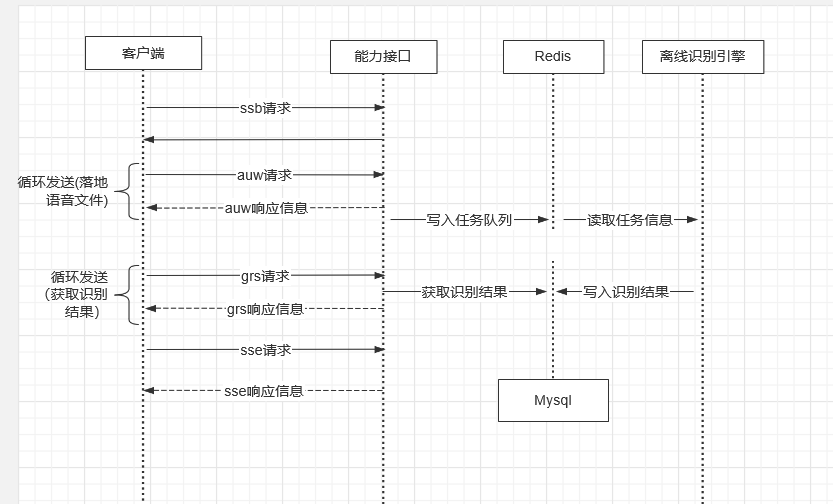 客户端
能力接口
Redis
离线识别引擎
ssb请求
auw请求
循环发送(落地
语音文件)
auw响应信息
写入任务队列
读取任务信息
循环发送
（获取识别
结果）
grs请求
获取识别结果
写入识别结果
grs响应信息
sse请求
sse响应信息
Mysql